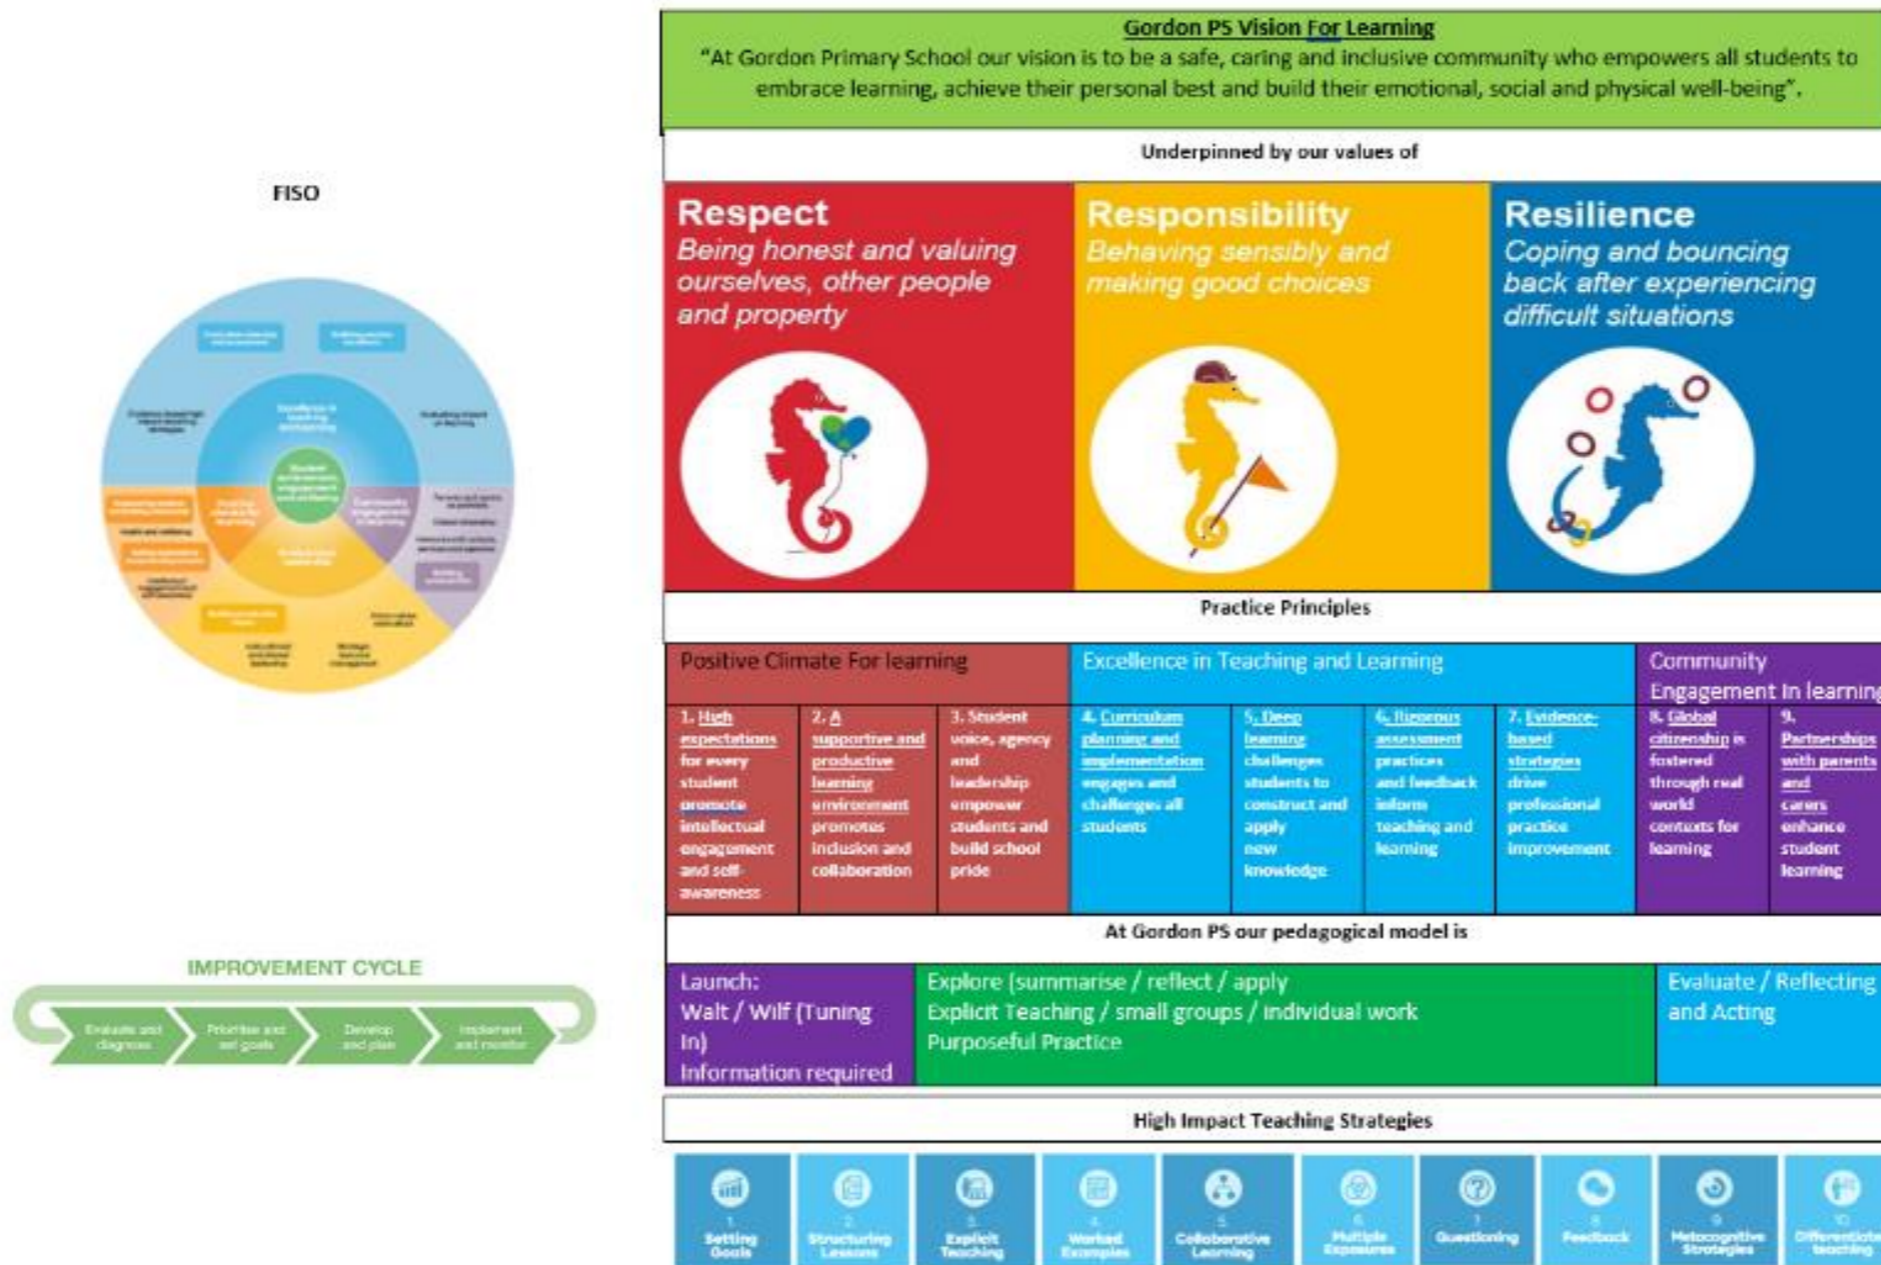 FISO
IMPROVEMENT CYCLE
Evaluate and
diagnose
Prioritise and
set goals
Develop
and plan
Implement
and monitor
Gordon PS Vision For Learning
"At Gordon Primary School our vision is to be a safe, caring and inclusive community who empowers all students to
embrace learning, achieve their personal best and build their emotional, social and physical well-being".
Underpinned by our values of
Respect
Being honest and valuing
ourselves, other people
and property
Responsibility
Behaving sensibly and
making good choices
Resilience
Coping and bouncing
back after experiencing
difficult situations
Practice Principles
Positive Climate For learning
Excellence in Teaching and Learning
Community
Engagement In learning
1. High
expectations
for every
student
promote
intellectual
engagement
and self-
awareness
2. A
supportive and
productive
learning
environment
promotes
inclusion and
collaboration
3. Student
voice, agency
and
leadership
empower
students and
build school
pride
4. Curriculum
planning and
implementation
engages and
challenges all
students
5. Deep
learning
challenges
students to
construct and
apply
new
knowledge
6. Rigorous
assessment
practices
and feedback
inform
teaching and
learning
7. Evidence-
based
strategies
drive
professional
practice
improvement
8. Global
citizenship is
fostered
through real
world
contexts for
learning
9.
Partnerships
with parents
and
carers
enhance
student
learning
At Gordon PS our pedagogical model is
Launch:
Walt / Wilf (Tuning
In)
Information required
Explore (summarise / reflect / apply
Explicit Teaching / small groups / individual work
Purposeful Practice
Evaluate / Reflecting
and Acting
High Impact Teaching Strategies
1
Setting
Goals
2
Structuring
Lessons
3
Explicit
Teaching
4
Worked
Examples
5
Collaborative
Learning
6
Multiple
Exposures
7
Questioning
8
Feedback
9
Metacognitive
Strategies
10
teaching